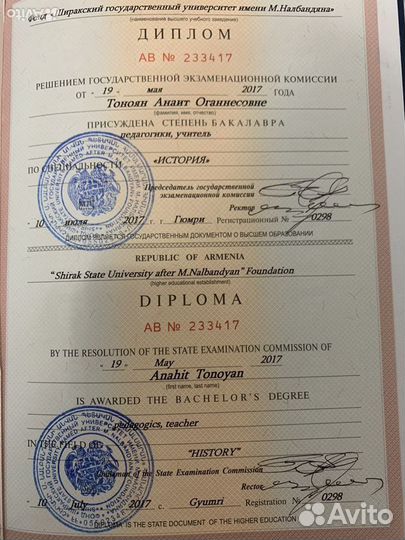 Фонд «Ширакский государственный университет имени М.Налбандяна»
(наименование высшего учебного заведения)
ДИПЛОМ
АВ № 233417
РЕШЕНИЕМ ГОСУДАРСТВЕННОЙ ЭКЗАМЕНАЦИОННОЙ КОМИССИИ
ОТ - 19 - мая 2017 ГОДА
Тоноян Анаит Оганнесовне
(фамилия, имя, отчество)
ПРИСУЖДЕНА СТЕПЕНЬ БАКАЛАВРА
педагогики, учитель
ПО СПЕЦИАЛЬНОСТИ
«ИСТОРИЯ»
Председатель государственной
экзаменационной комиссии
Ректор
10 июля 2017 г. г. Гюмри Регистрационный № 0298
ДИПЛОМ ЯВЛЯЕТСЯ ГОСУДАРСТВЕННЫМ ДОКУМЕНТОМ О ВЫСШЕМ ОБРАЗОВАНИИ
REPUBLIC OF ARMENIA
“Shirak State University after M.Nalbandyan” Foundation
(higher educational establishment)
DIPLOMA
АВ № 233417
BY THE RESOLUTION OF THE STATE EXAMINATION COMMISSION
- 19 - May 2017
Anahit Tonoyan
(first name, last name)
IS AWARDED THE BACHELOR'S DEGREE
pedagogics, teacher
IN THE FIELD OF
“HISTORY”
Chairman of the State Examination Commission
Rector
10 July 2017 c. Gyumri Registration № 0298
DIPLOMA IS THE STATE DOCUMENT OF THE HIGHER EDUCATION
Avito